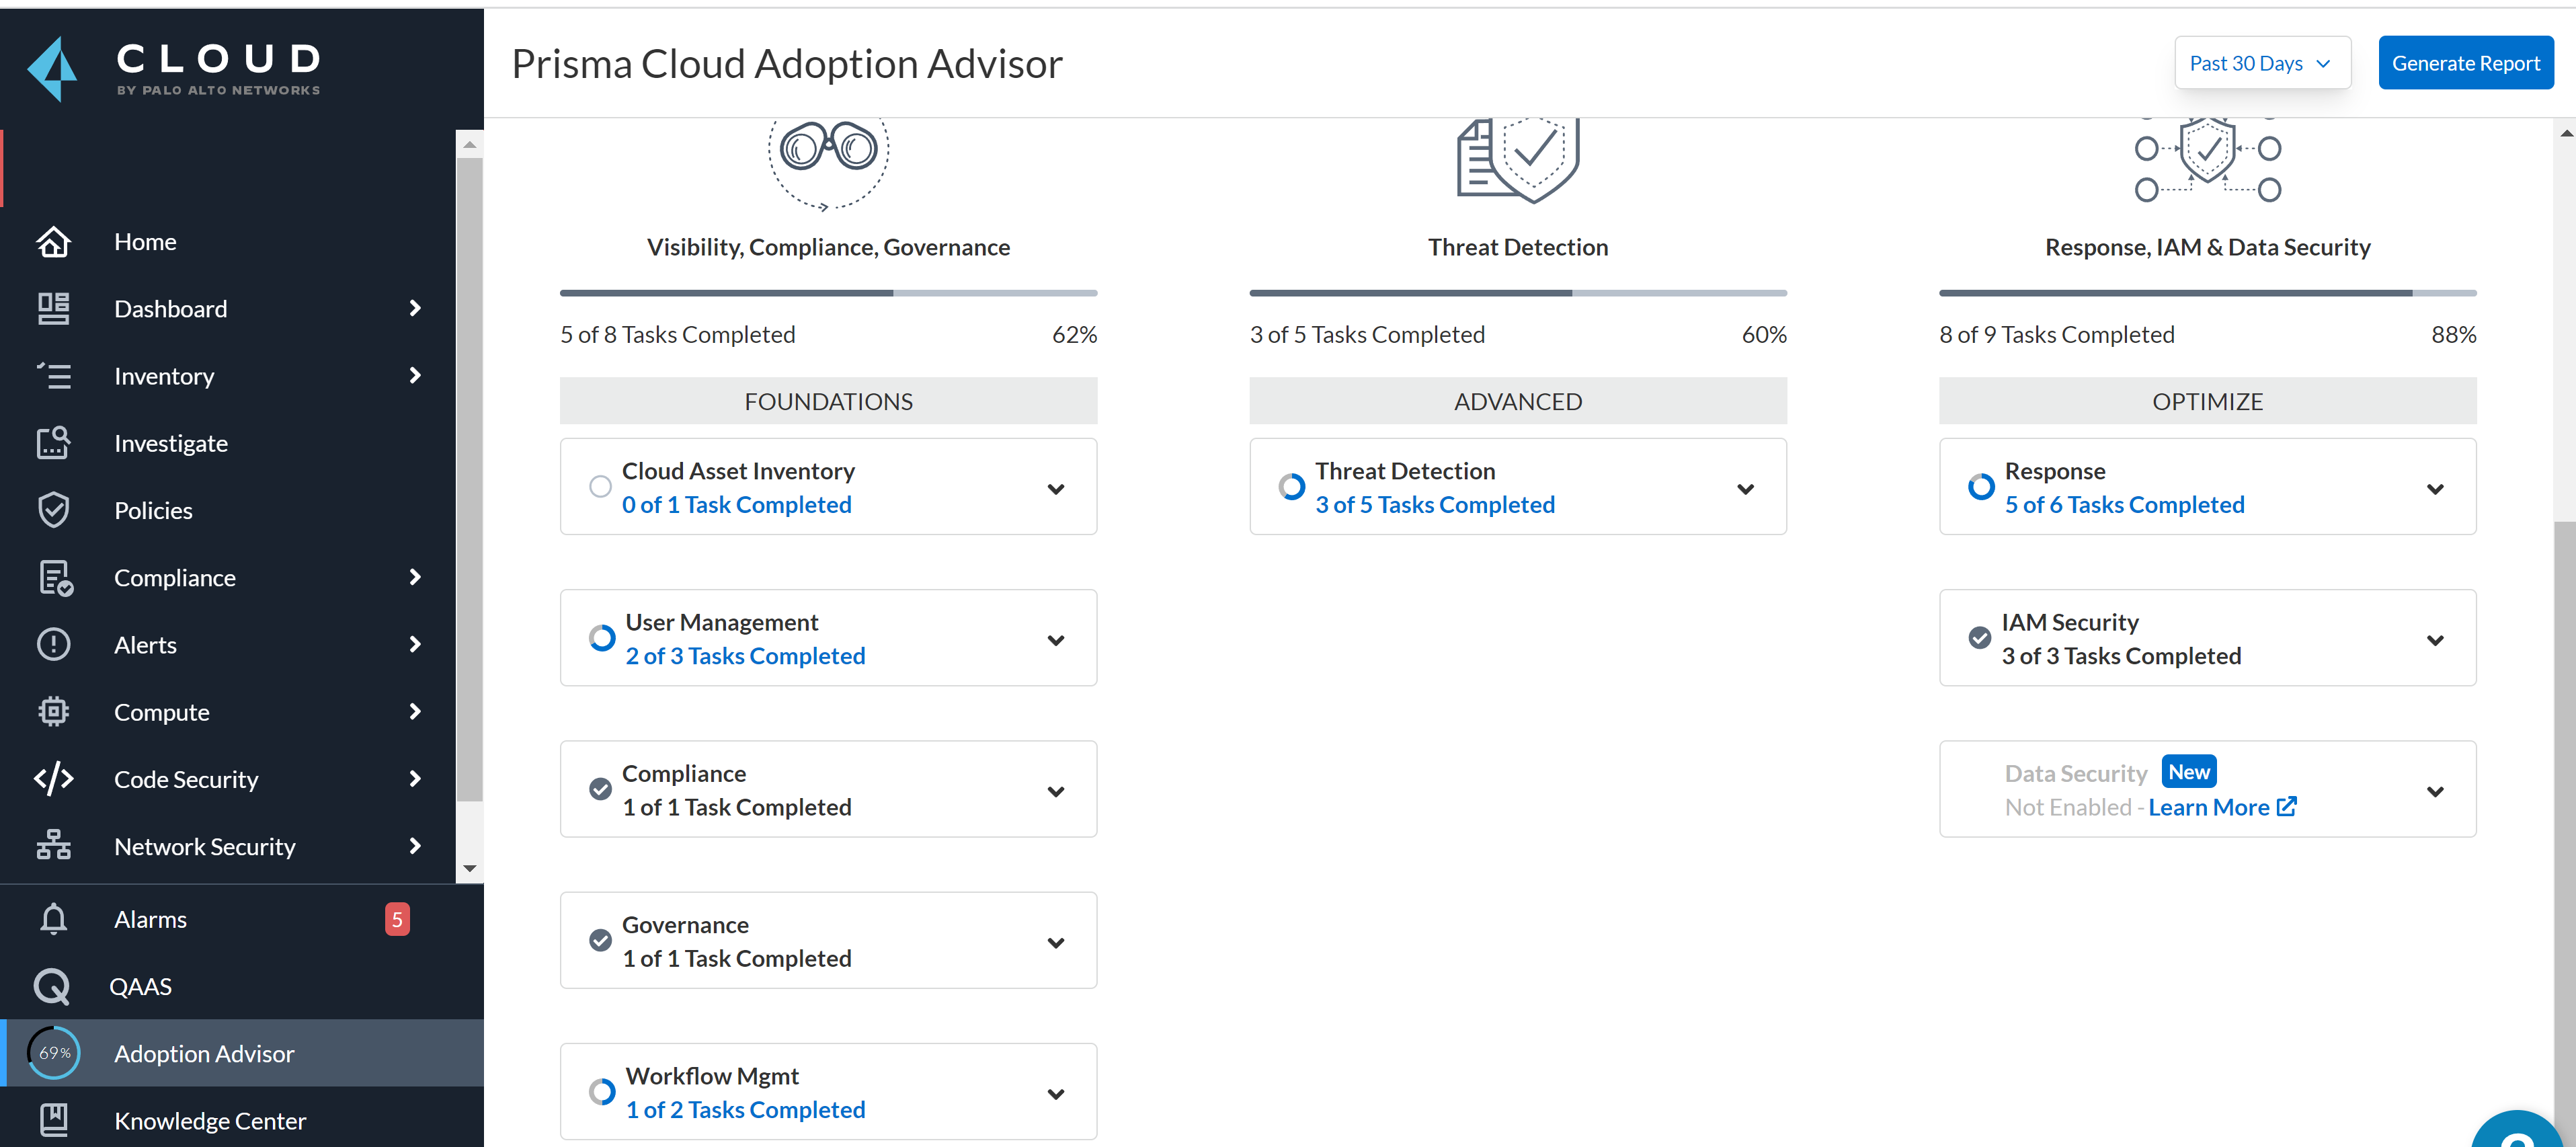 CLOUD
BY PALO ALTO NETWORKS
Home
Dashboard
Inventory
Investigate
Policies
Compliance
Alerts
Compute
Code Security
Network Security
Alarms
5
QAAS
69%
Adoption Advisor
Knowledge Center
Prisma Cloud Adoption Advisor
Past 30 Days
Generate Report
Visibility, Compliance, Governance
5 of 8 Tasks Completed 62%
FOUNDATIONS
Cloud Asset Inventory
0 of 1 Task Completed
User Management
2 of 3 Tasks Completed
Compliance
1 of 1 Task Completed
Governance
1 of 1 Task Completed
Workflow Mgmt
1 of 2 Tasks Completed
Threat Detection
3 of 5 Tasks Completed 60%
ADVANCED
Threat Detection
3 of 5 Tasks Completed
Response, IAM & Data Security
8 of 9 Tasks Completed 88%
OPTIMIZE
Response
5 of 6 Tasks Completed
IAM Security
3 of 3 Tasks Completed
Data Security New
Not Enabled - Learn More